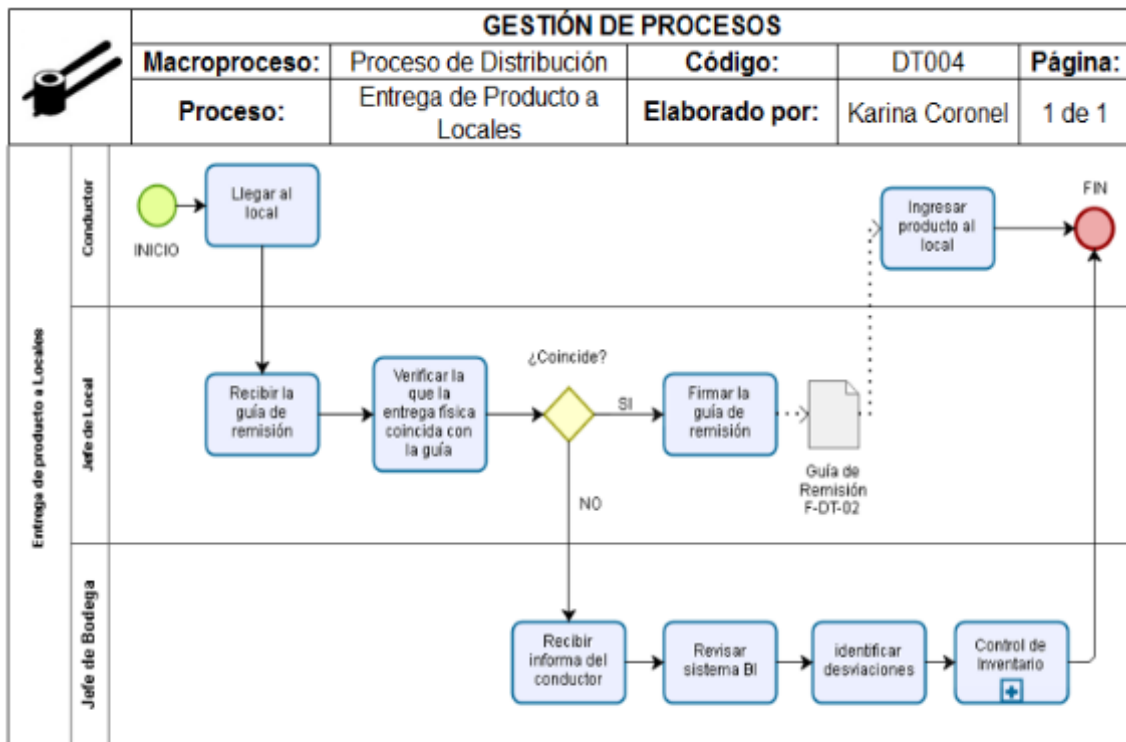 GESTIÓN DE PROCESOS
Macroproceso:
Proceso de Distribución
Código:
DT004
Página:
Proceso:
Entrega de Producto a
Locales
Elaborado por:
Karina Coronel
1 de 1
Entrega de producto a Locales
Conductor
INICIO
Llegar al
local
Ingresar
producto al
local
FIN
Jefe de Local
Recibir la
guía de
remisión
Verificar la
que la
entrega física
coincida con
la guía
¿Coincide?
SI
NO
Firmar la
guía de
remisión
Guía de
Remisión
F-DT-02
Jefe de Bodega
Recibir
informa del
conductor
Revisar
sistema BI
identificar
desviaciones
Control de
Inventario